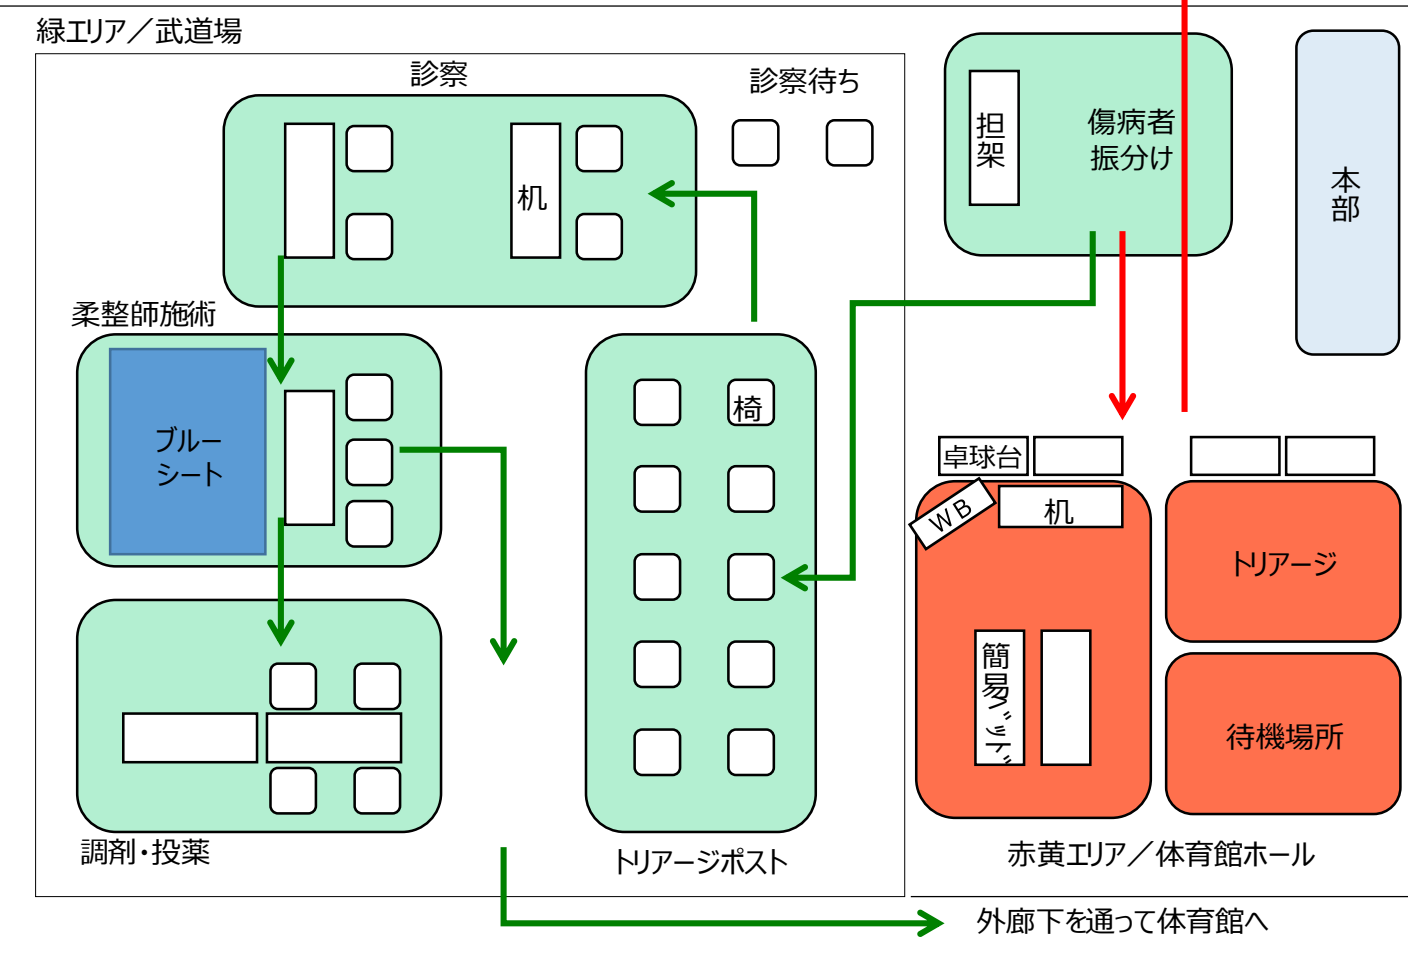 緑エリア／武道場
診察
診察待ち
机
担架
傷病者
振分け
本部
柔整師施術
ブルー
シート
椅
卓球台
WB
机
トリアージ
簡易ベッド
待機場所
調剤・投薬
トリアージポスト
赤黄エリア／体育館ホール
外廊下を通って体育館へ